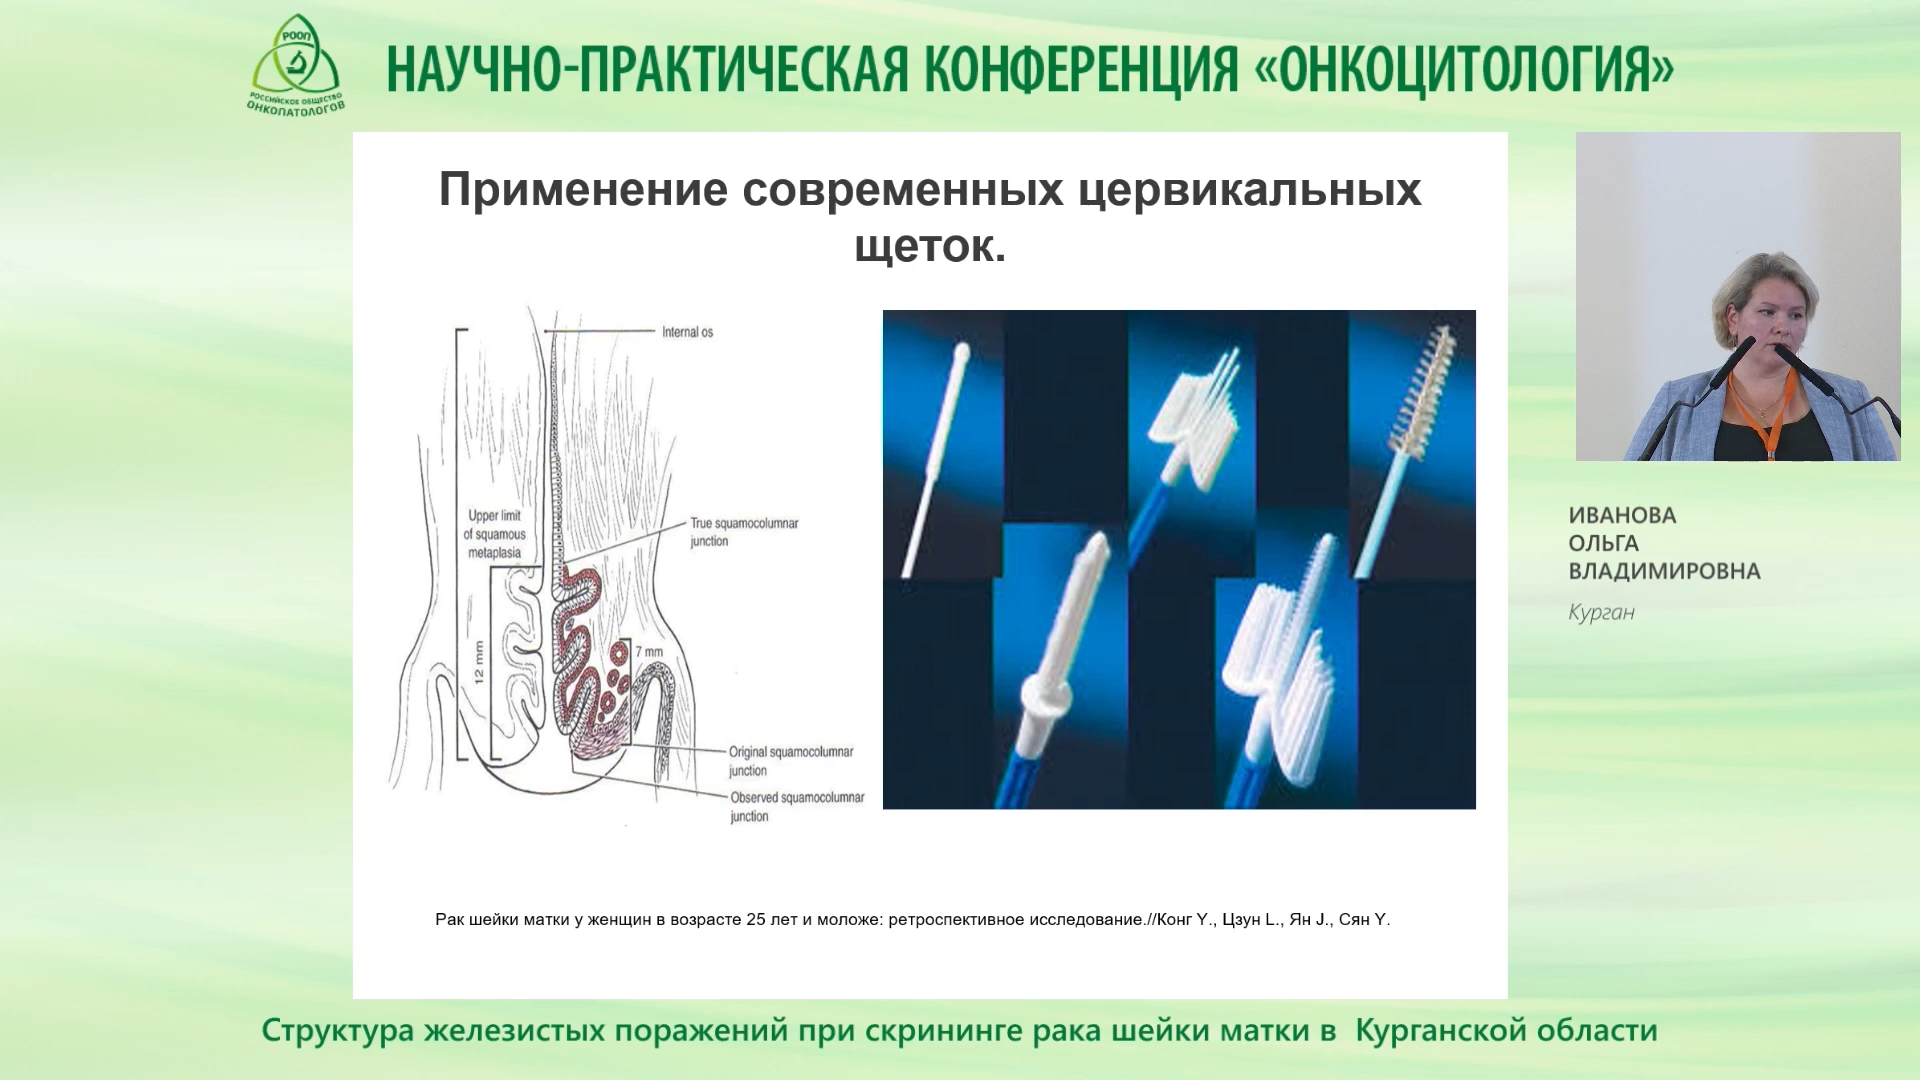 РООП
РОССИЙСКОЕ ОБЩЕСТВО
ОНКОПАТОЛОГОВ
НАУЧНО-ПРАКТИЧЕСКАЯ КОНФЕРЕНЦИЯ «ОНКОЦИТОЛОГИЯ»
Применение современных цервикальных
щеток.
Internal os
Upper limit
of squamous
metaplasia
True squamocolumnar
junction
12 mm
7 mm
Original squamocolumnar
junction
Observed squamocolumnar
junction
Рак шейки матки у женщин в возрасте 25 лет и моложе: ретроспективное исследование.//Конг Y., Цзун L., Ян J., Сян Y.
ИВАНОВА
ОЛЬГА
ВЛАДИМИРОВНА
Курган
Структура железистых поражений при скрининге рака шейки матки в  Курганской области